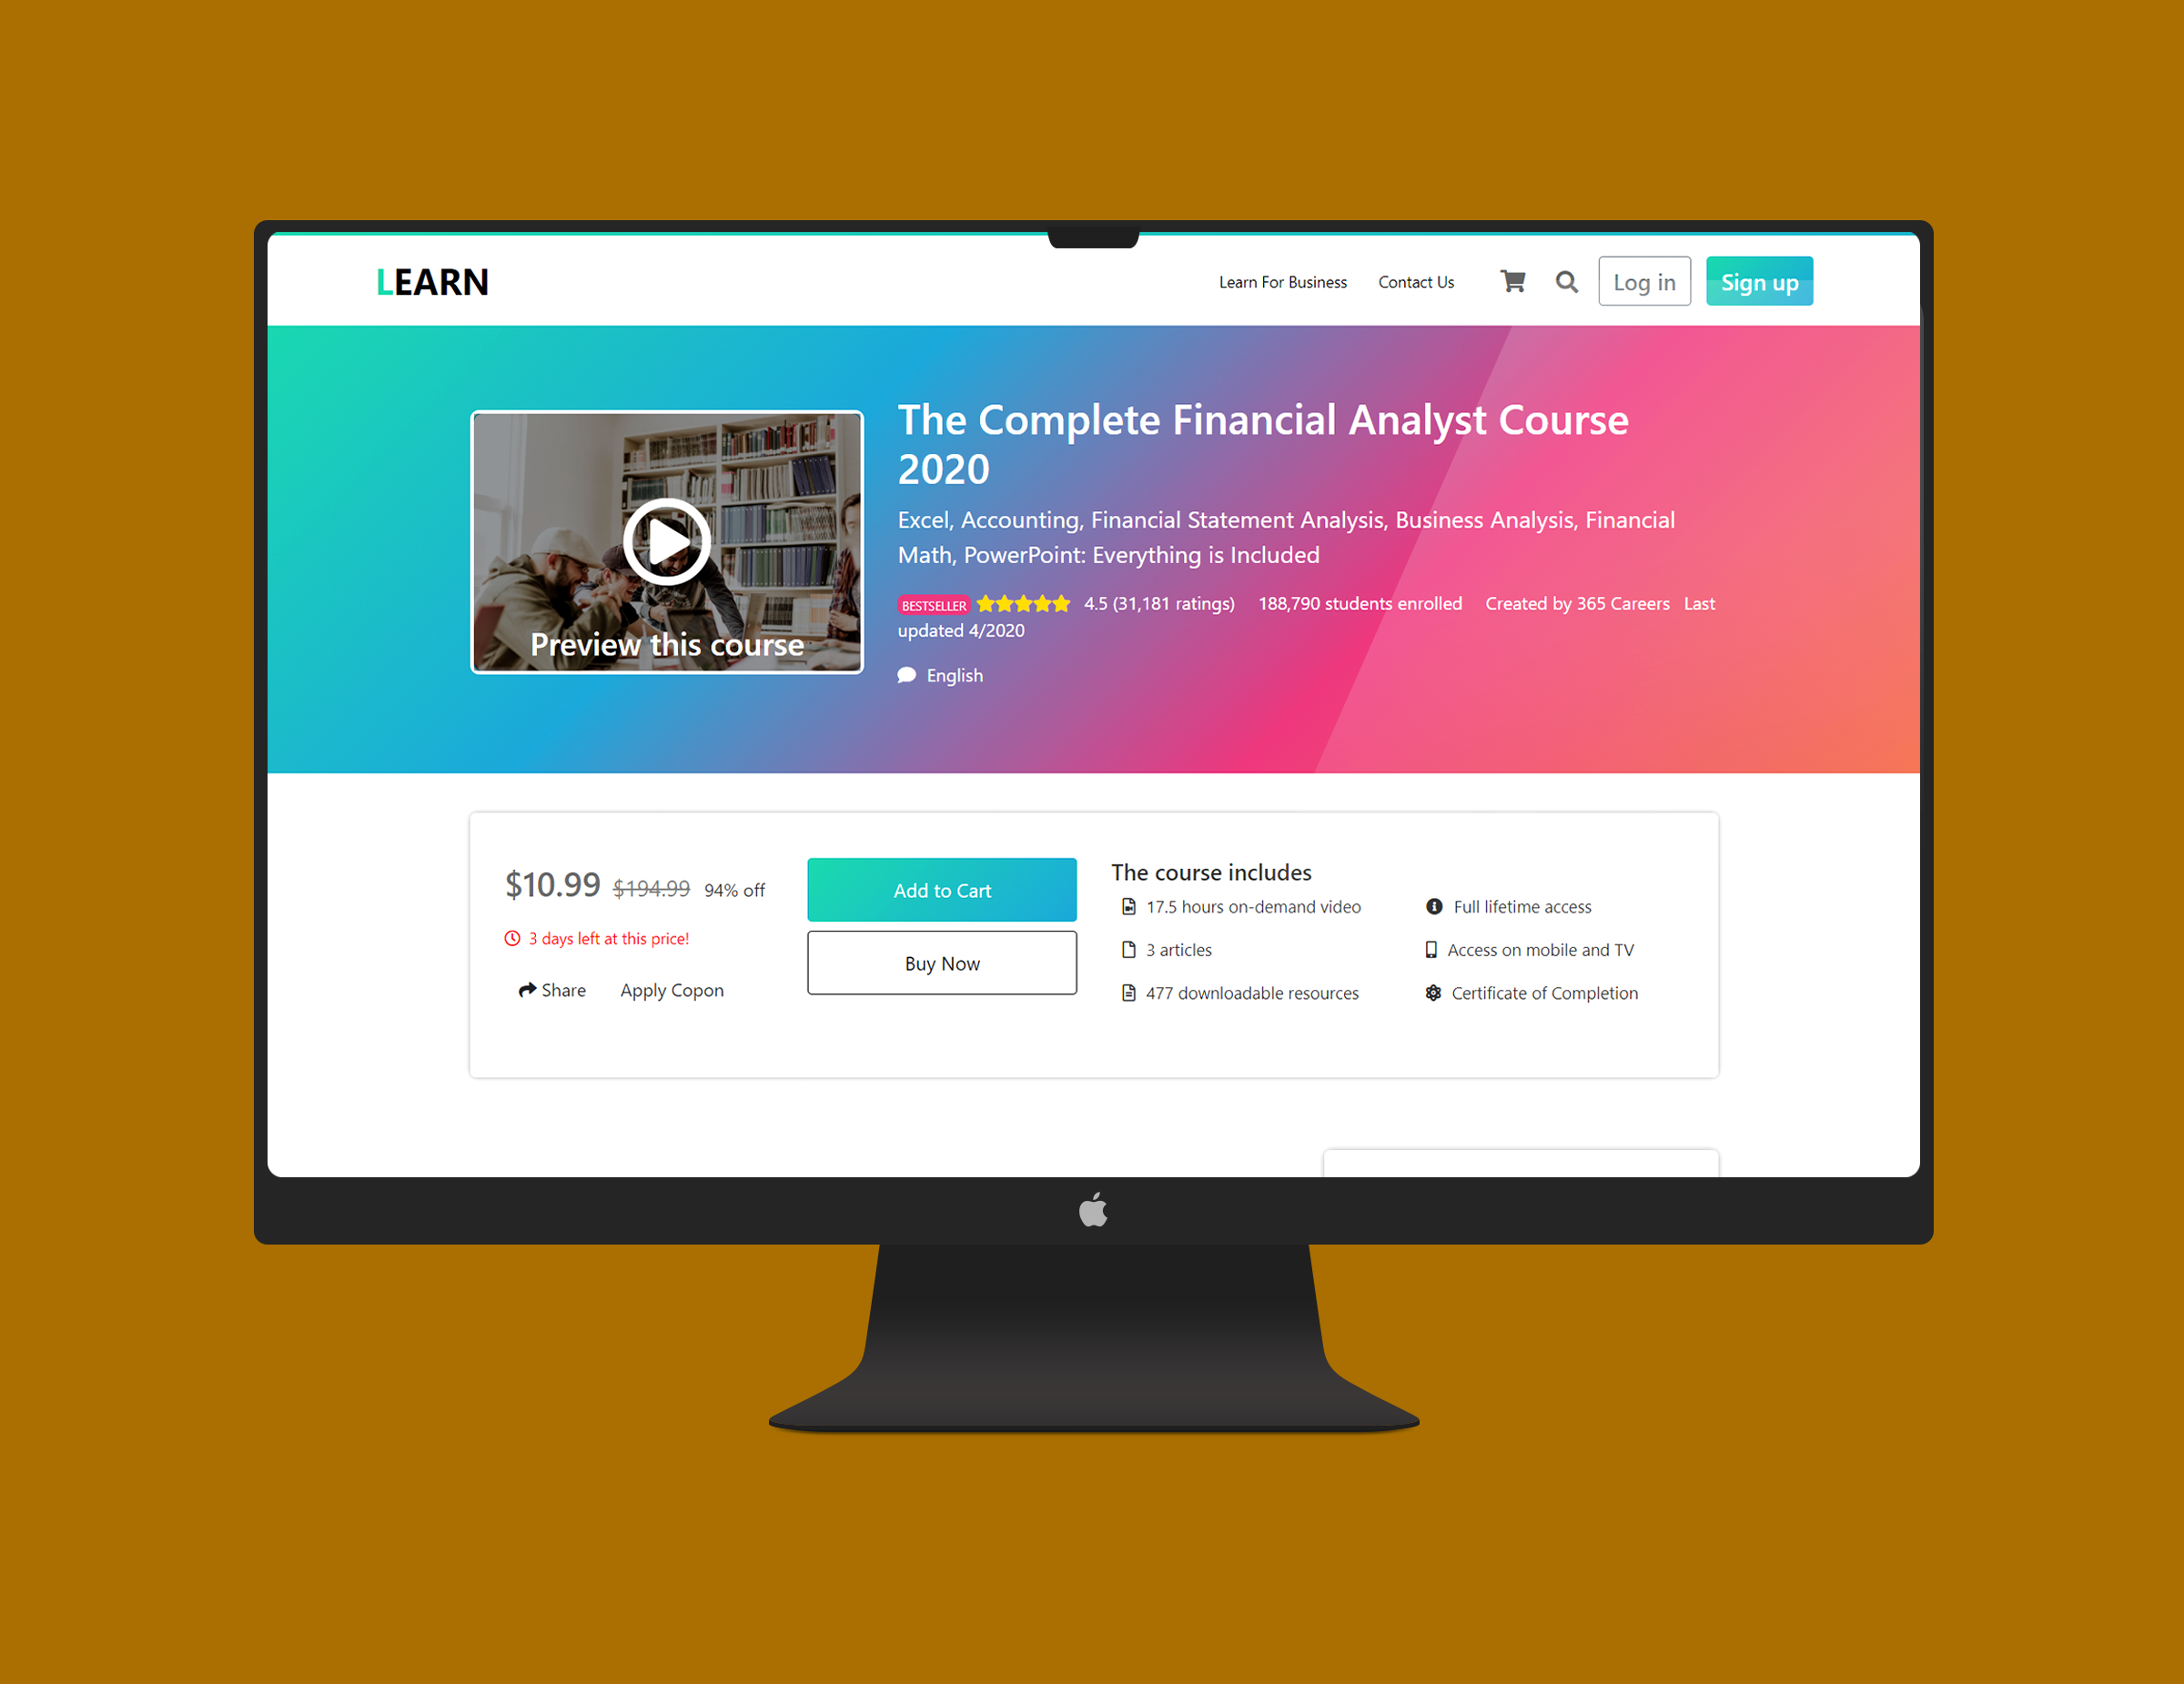 LEARN
Learn For Business
Contact Us
Log in
Sign up
The Complete Financial Analyst Course
2020
Excel, Accounting, Financial Statement Analysis, Business Analysis, Financial
Math, PowerPoint: Everything is Included
BESTSELLER 4.5 (31,181 ratings) 188,790 students enrolled Created by 365 Careers Last
updated 4/2020
English
Preview this course
$10.99 $194.99 94% off
3 days left at this price!
Share Apply Copon
Add to Cart
Buy Now
The course includes
17.5 hours on-demand video
3 articles
477 downloadable resources
Full lifetime access
Access on mobile and TV
Certificate of Completion